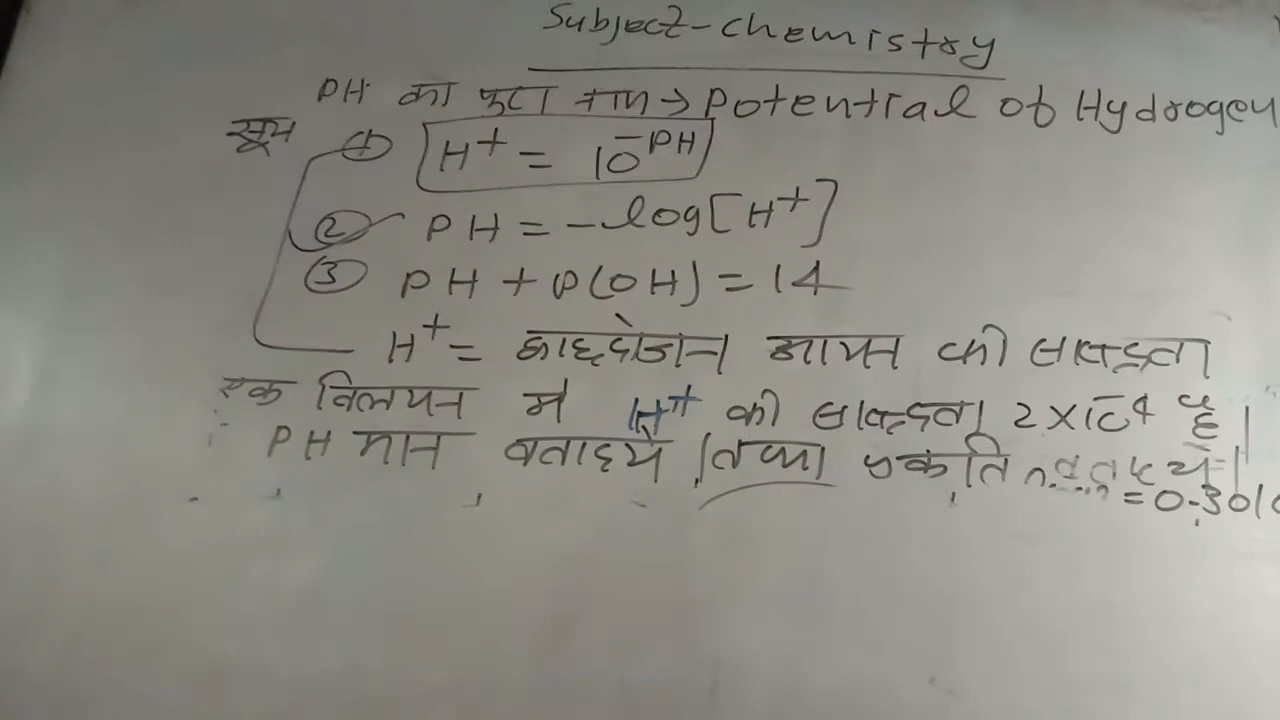 Subject-chemistry
PH का पुरा नाम → Potential of Hydrogen
सूत्र ① H⁺ = 10⁻ᴾᴴ
② PH = -log[H⁺]
③ PH + P(OH) = 14
H⁺ = हाइड्रोजन आयन की सान्द्रता
एक विलयन में H⁺ की सान्द्रता 2×10⁻⁴ है।
PH मान बताइये। तथा प्रकृति
= 0.3010